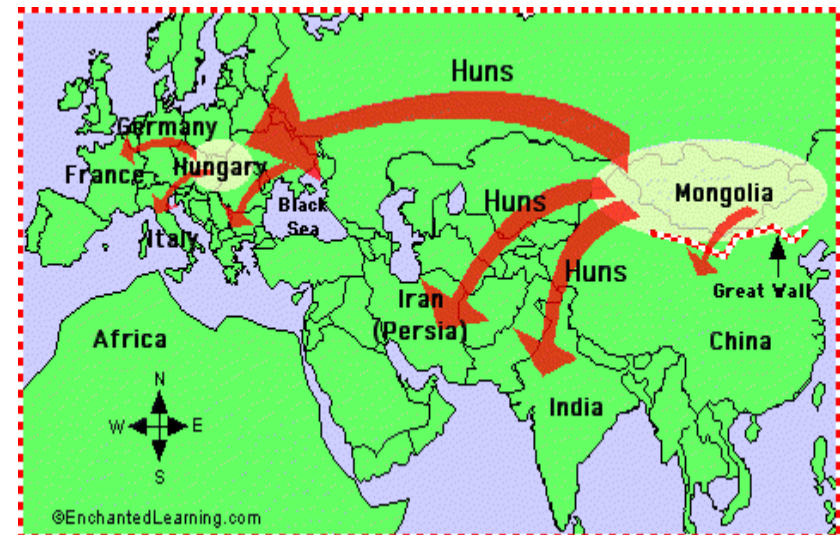 Huns
Germany
France
Hungary
Mongolia
Huns
Black
Sea
Italy
Huns
Great Wall
Iran
(Persia)
Africa
China
N
W
E
S
India
©EnchantedLearning.com